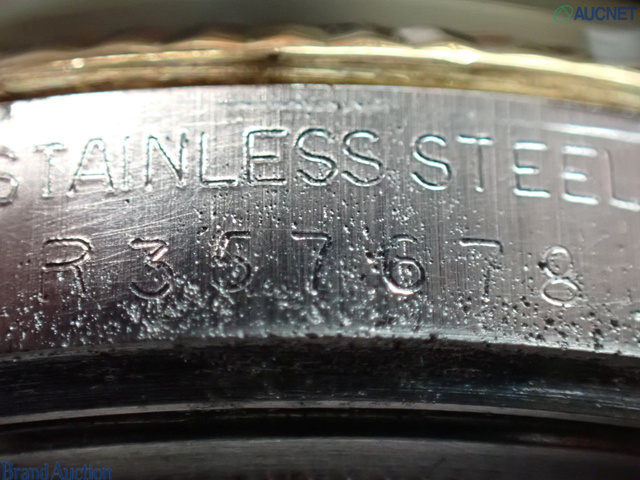 AUCNET
STAINLESS STEEL
R357678
Brand Auction